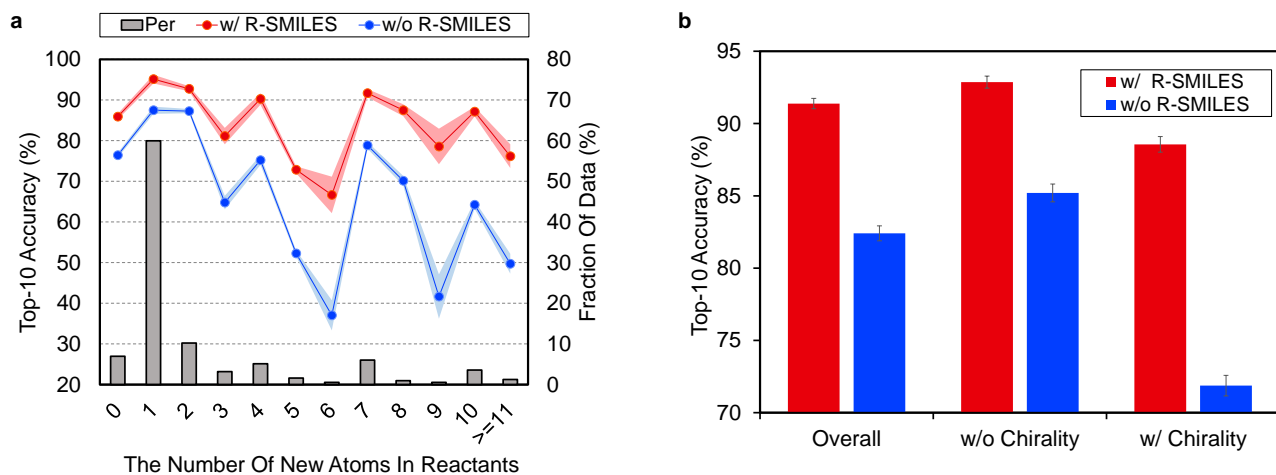 a
Per w/ R-SMILES w/o R-SMILES
Top-10 Accuracy (%)
100
90
80
70
60
50
40
30
20
Fraction Of Data (%)
80
70
60
50
40
30
20
10
0
0 1 2 3 4 5 6 7 8 9 10 >=11
The Number Of New Atoms In Reactants
b
w/ R-SMILES
w/o R-SMILES
Top-10 Accuracy (%)
95
90
85
80
75
70
Overall w/o Chirality w/ Chirality